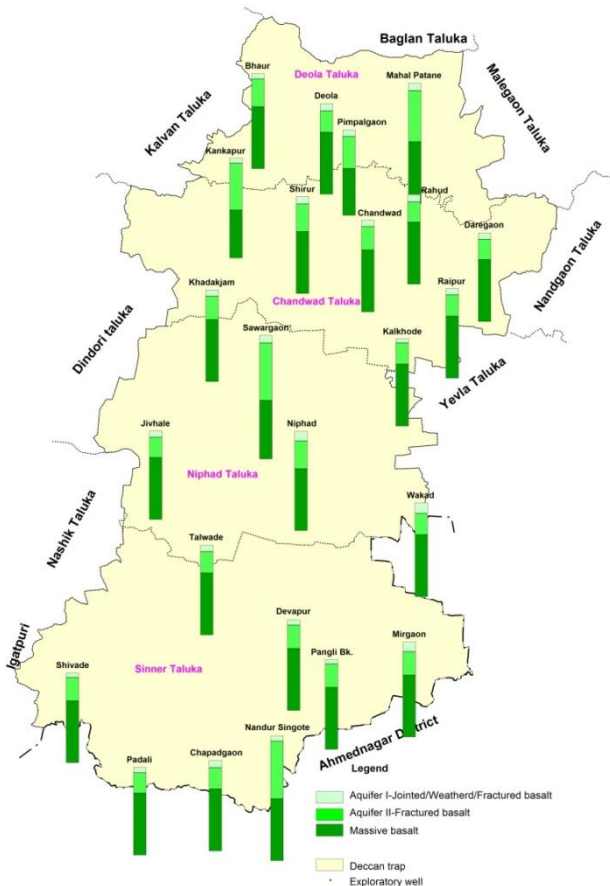 Baglan Taluka
Bhaur
Deola Taluka
Mahal Patane
Malegaon Taluka
Deola
Pimpalgaon
Kalvan Taluka
Kankapur
Shirur
Rahud
Chandwad
Daregaon
Nandgaon Taluka
Khadakjam
Raipur
Chandwad Taluka
Dindori taluka
Sawargaon
Kalkhode
Yevla Taluka
Jivhale
Niphad
Niphad Taluka
Nashik Taluka
Wakad
Talwade
Devapur
Mirgaon
Pangli Bk.
Igatpuri
Sinner Taluka
Shivade
Nandur Singote
Ahmednagar District
Padali
Chapadgaon
Legend
Aquifer I-Jointed/Weatherd/Fractured basalt
Aquifer II-Fractured basalt
Massive basalt
Deccan trap
Exploratory well